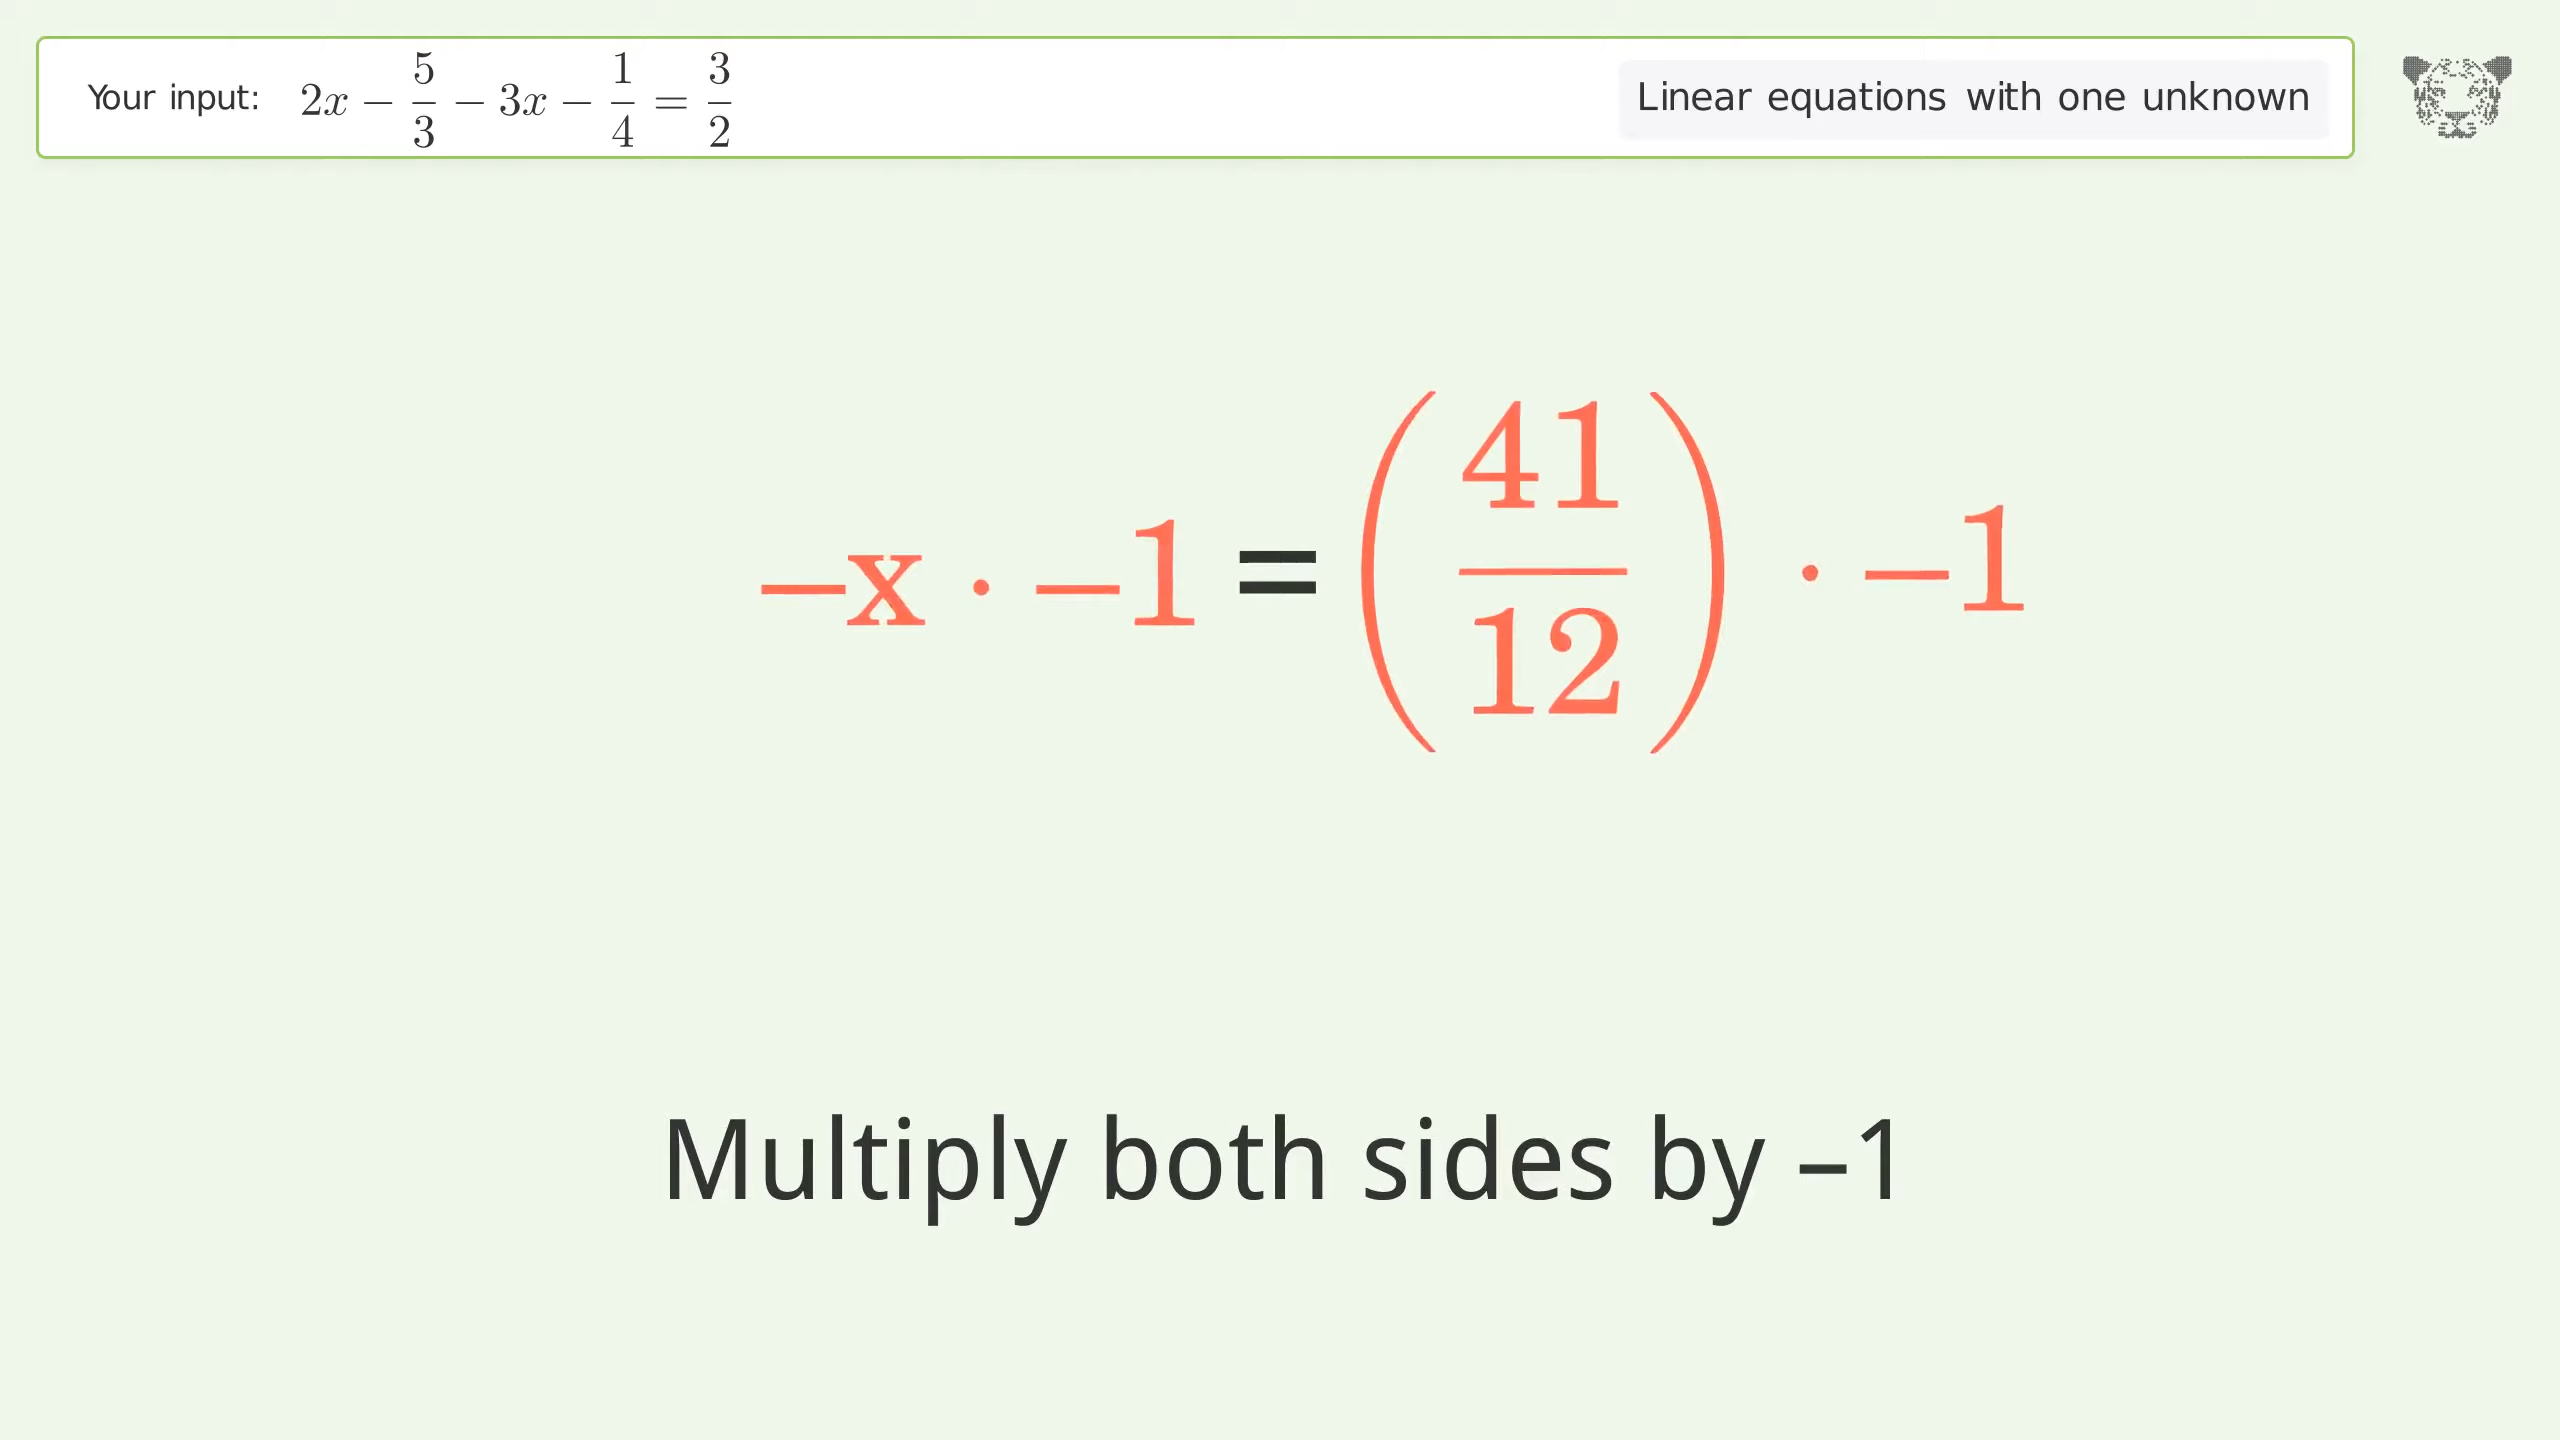 Your input: 2x − 5/3 − 3x − 1/4 = 3/2
Linear equations with one unknown
−x · −1 = (41/12) · −1
Multiply both sides by –1